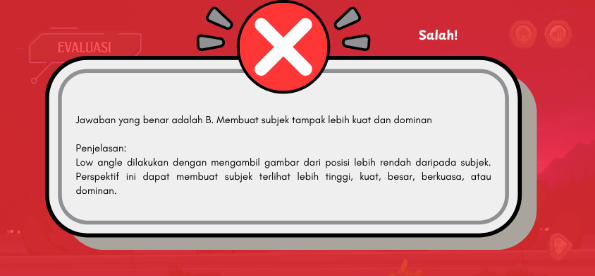 Salah!
EVALUASI
Jawaban yang benar adalah B. Membuat subjek tampak lebih kuat dan dominan
Penjelasan:
Low angle dilakukan dengan mengambil gambar dari posisi lebih rendah daripada subjek.
Perspektif ini dapat membuat subjek terlihat lebih tinggi, kuat, besar, berkuasa, atau
dominan.